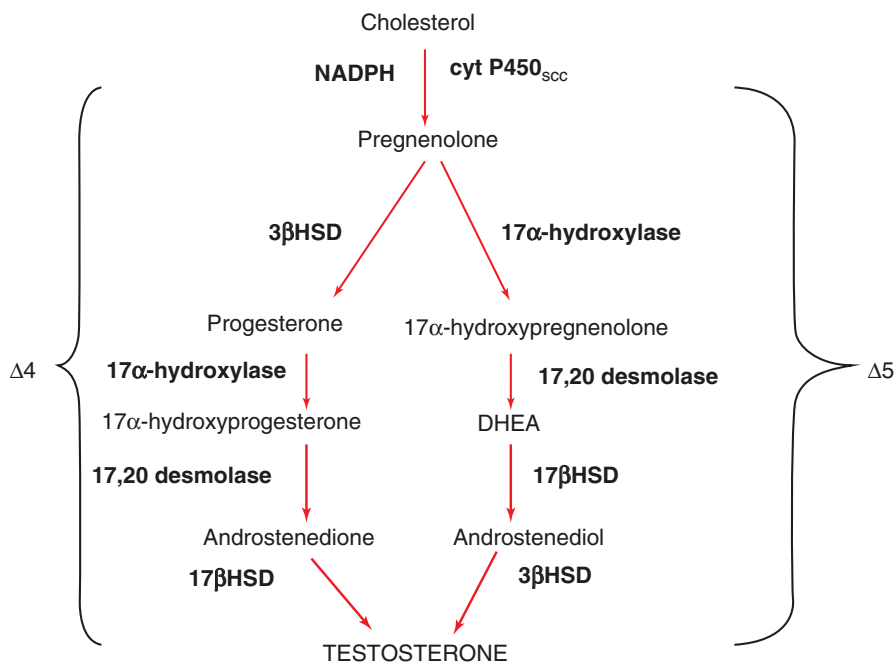 Cholesterol
NADPH
cyt P450scc
Pregnenolone
3βHSD
17α-hydroxylase
Progesterone
17α-hydroxypregnenolone
Δ4
17α-hydroxylase
17,20 desmolase
Δ5
17α-hydroxyprogesterone
DHEA
17,20 desmolase
17βHSD
Androstenedione
Androstenediol
17βHSD
3βHSD
TESTOSTERONE